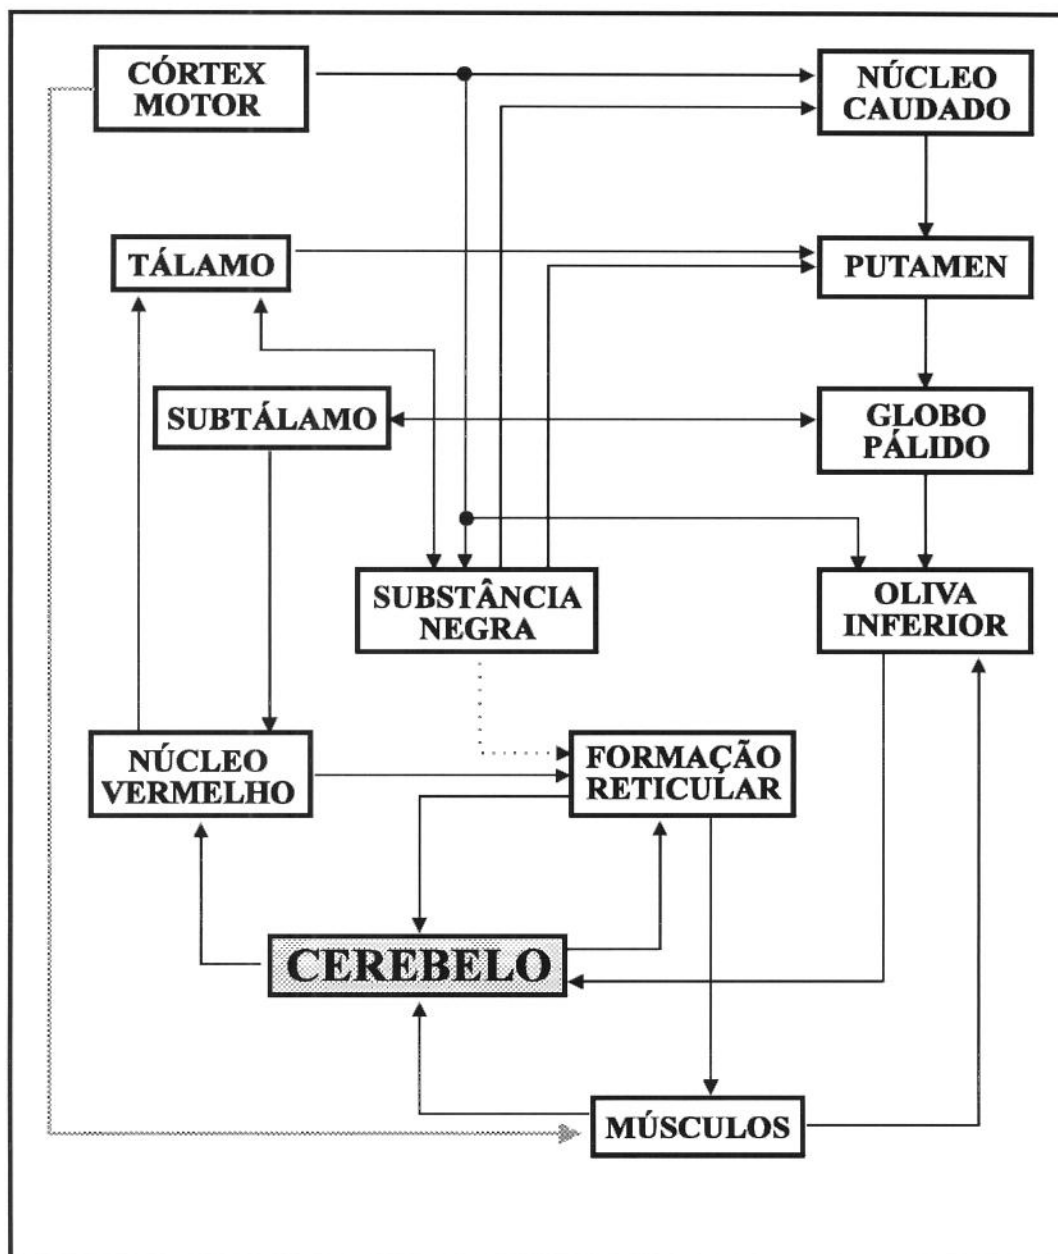 CÓRTEX
MOTOR
NÚCLEO
CAUDADO
TÁLAMO
PUTAMEN
SUBTÁLAMO
GLOBO
PÁLIDO
SUBSTÂNCIA
NEGRA
OLIVA
INFERIOR
NÚCLEO
VERMELHO
FORMAÇÃO
RETICULAR
CEREBELO
MÚSCULOS